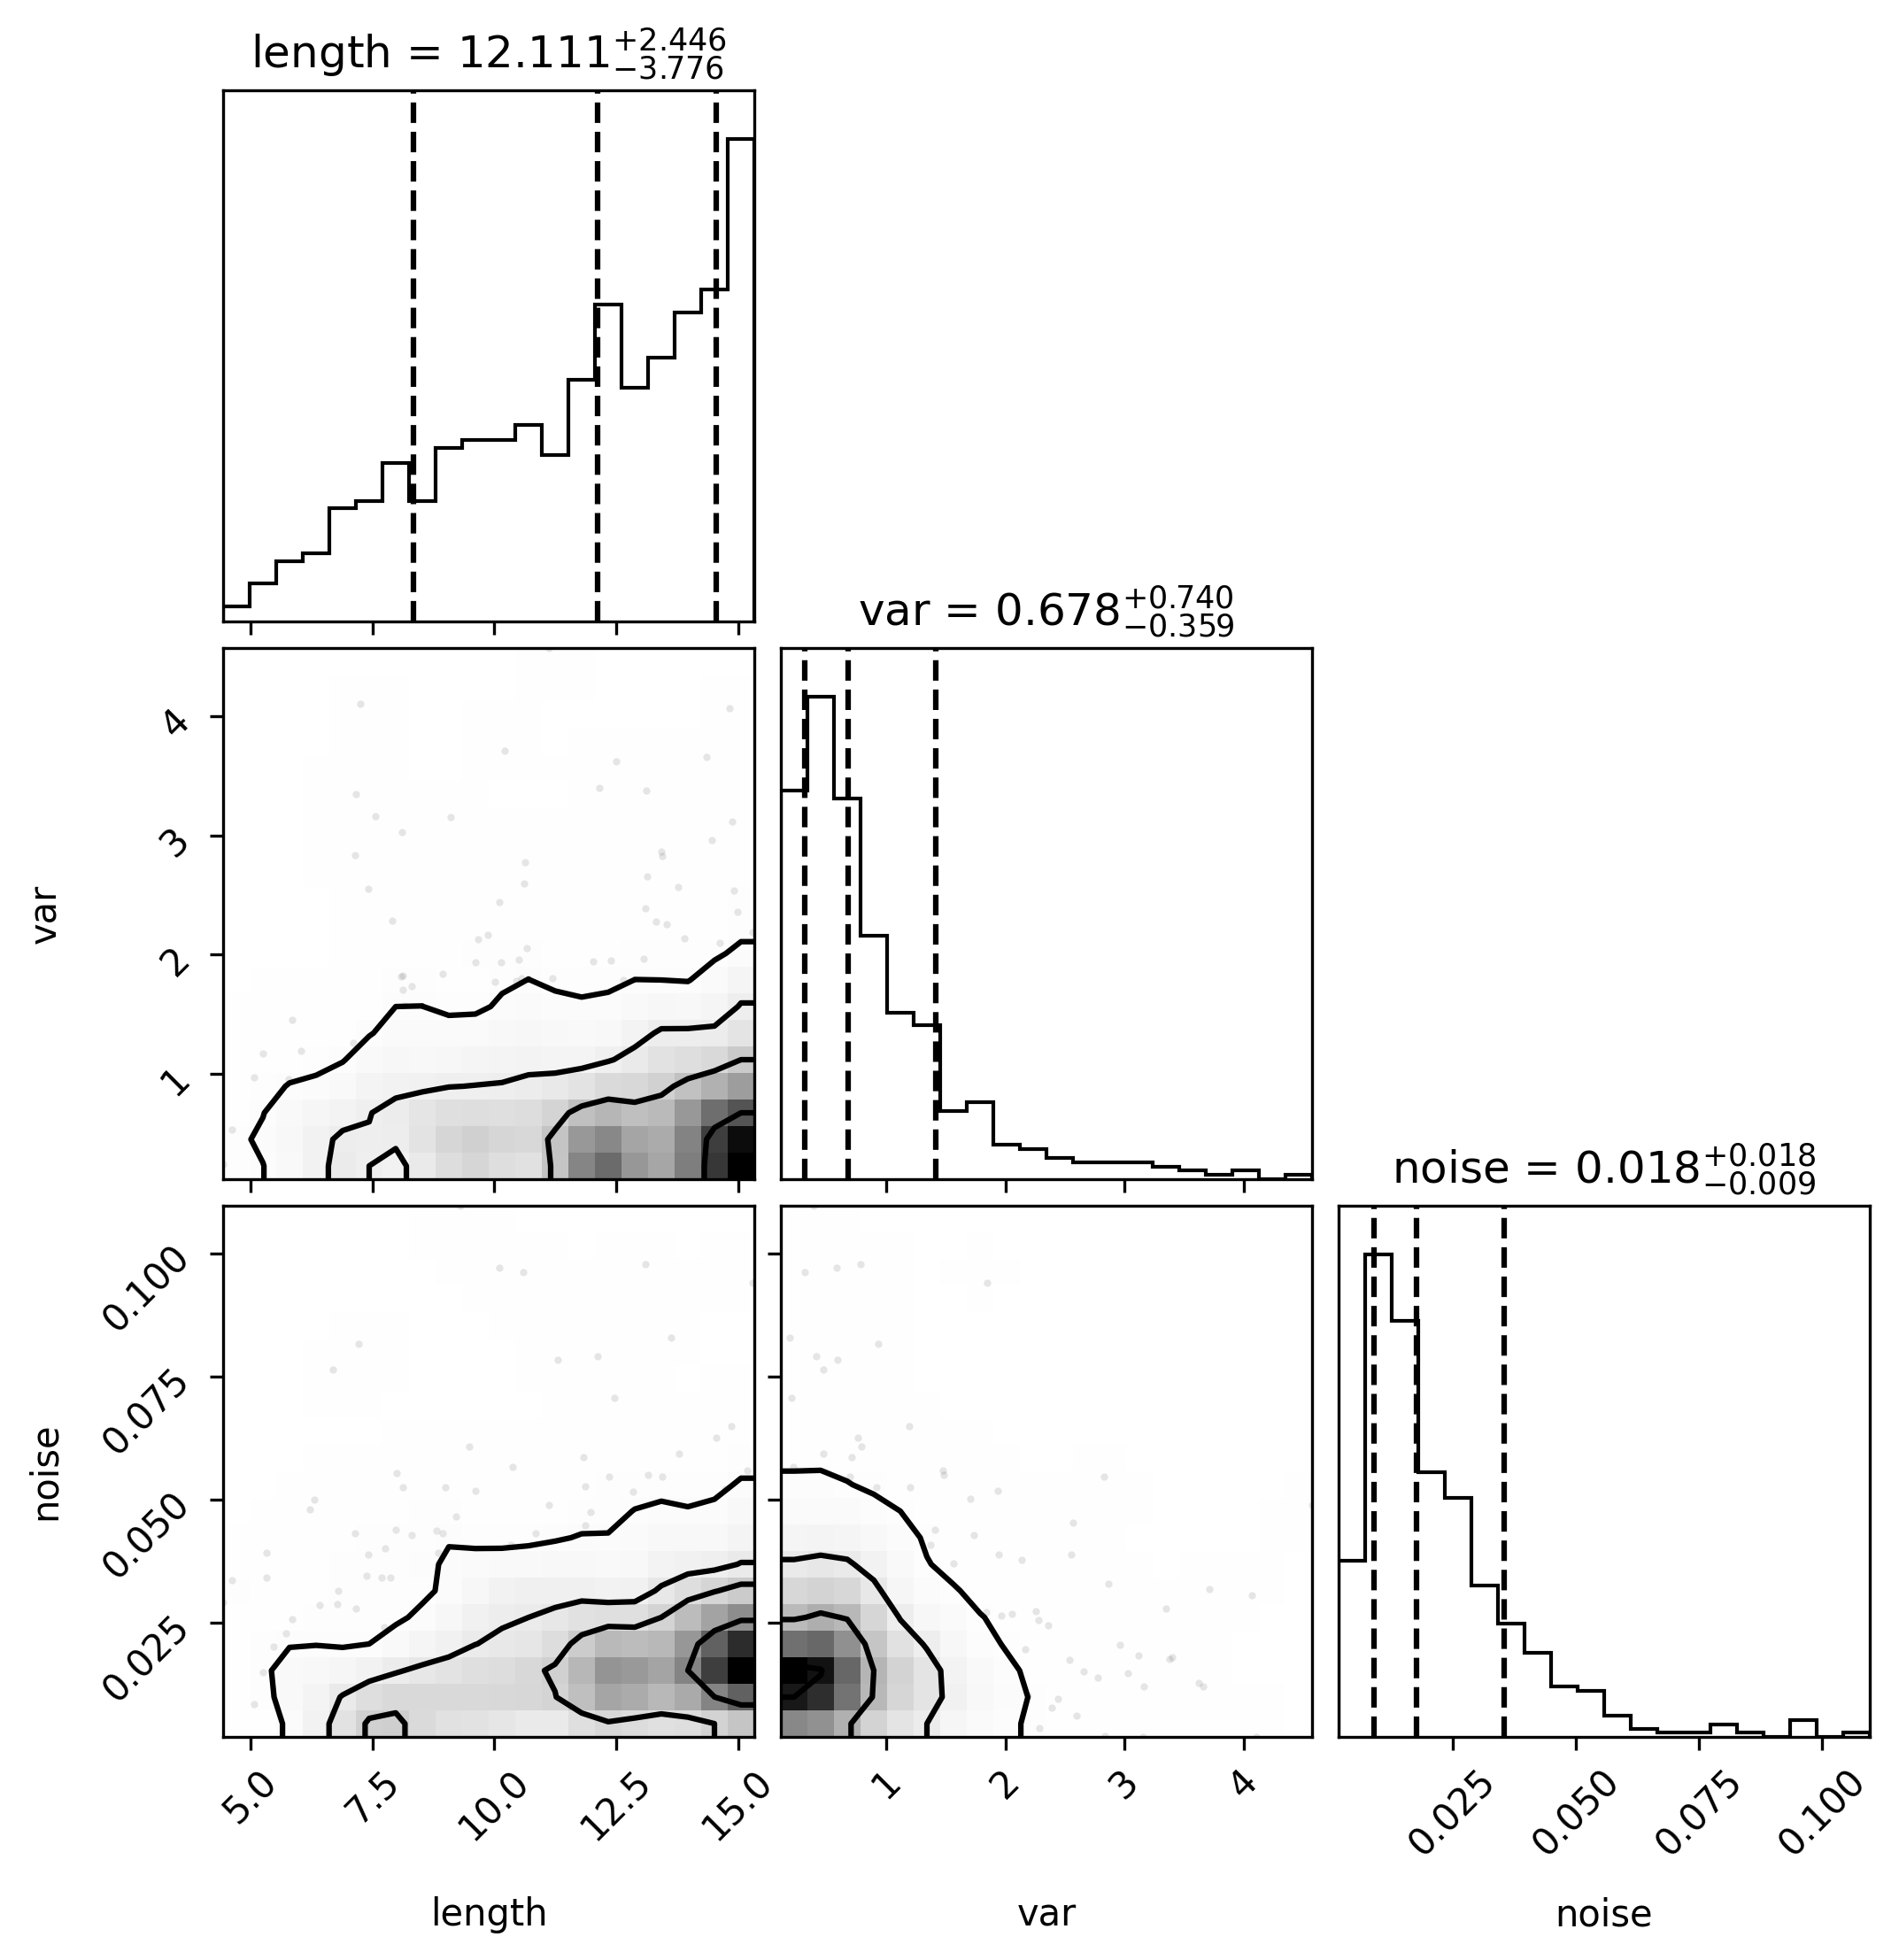 length = 12.111+2.446−3.776
var = 0.678+0.740−0.359
4
3
2
1
var
noise = 0.018+0.018−0.009
0.100
0.075
0.050
0.025
noise
5.0 7.5 10.0 12.5 15.0 1 2 3 4 0.025 0.050 0.075 0.100
length var noise